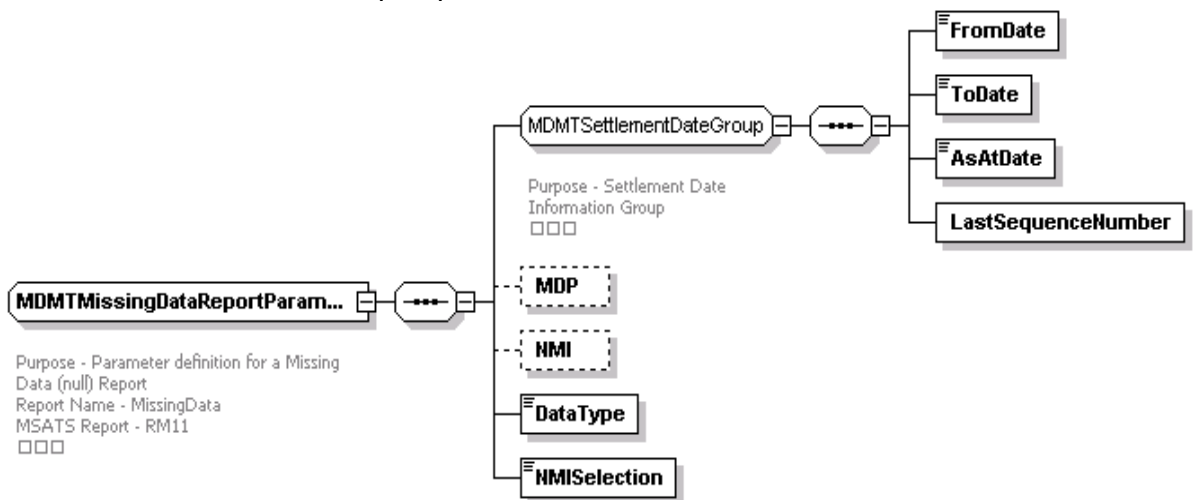 FromDate
ToDate
MDMTSettlementDateGroup
AsAtDate
Purpose - Settlement Date
Information Group
LastSequenceNumber
MDP
MDMTMissingDataReportParam...
NMI
Purpose - Parameter definition for a Missing
Data (null) Report
Report Name - MissingData
MSATS Report - RM11
DataType
NMISelection